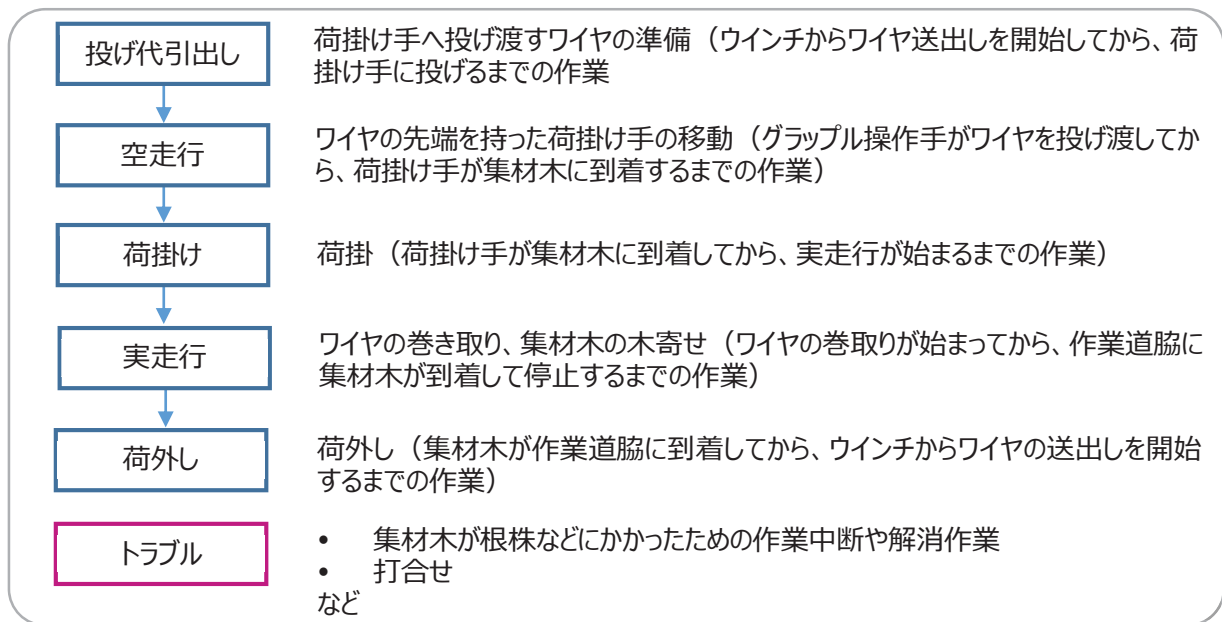 投げ代引出し
荷掛け手へ投げ渡すワイヤの準備（ウインチからワイヤ送出しを開始してから、荷
掛け手に投げるまでの作業
空走行
ワイヤの先端を持った荷掛け手の移動（グラップル操作手がワイヤを投げ渡してか
ら、荷掛け手が集材木に到着するまでの作業）
荷掛け
荷掛（荷掛け手が集材木に到着してから、実走行が始まるまでの作業）
実走行
ワイヤの巻き取り、集材木の木寄せ（ワイヤの巻取りが始まってから、作業道脇に
集材木が到着して停止するまでの作業）
荷外し
荷外し（集材木が作業道脇に到着してから、ウインチからワイヤの送出しを開始
するまでの作業）
トラブル
• 集材木が根株などにかかったための作業中断や解消作業
• 打合せ
など